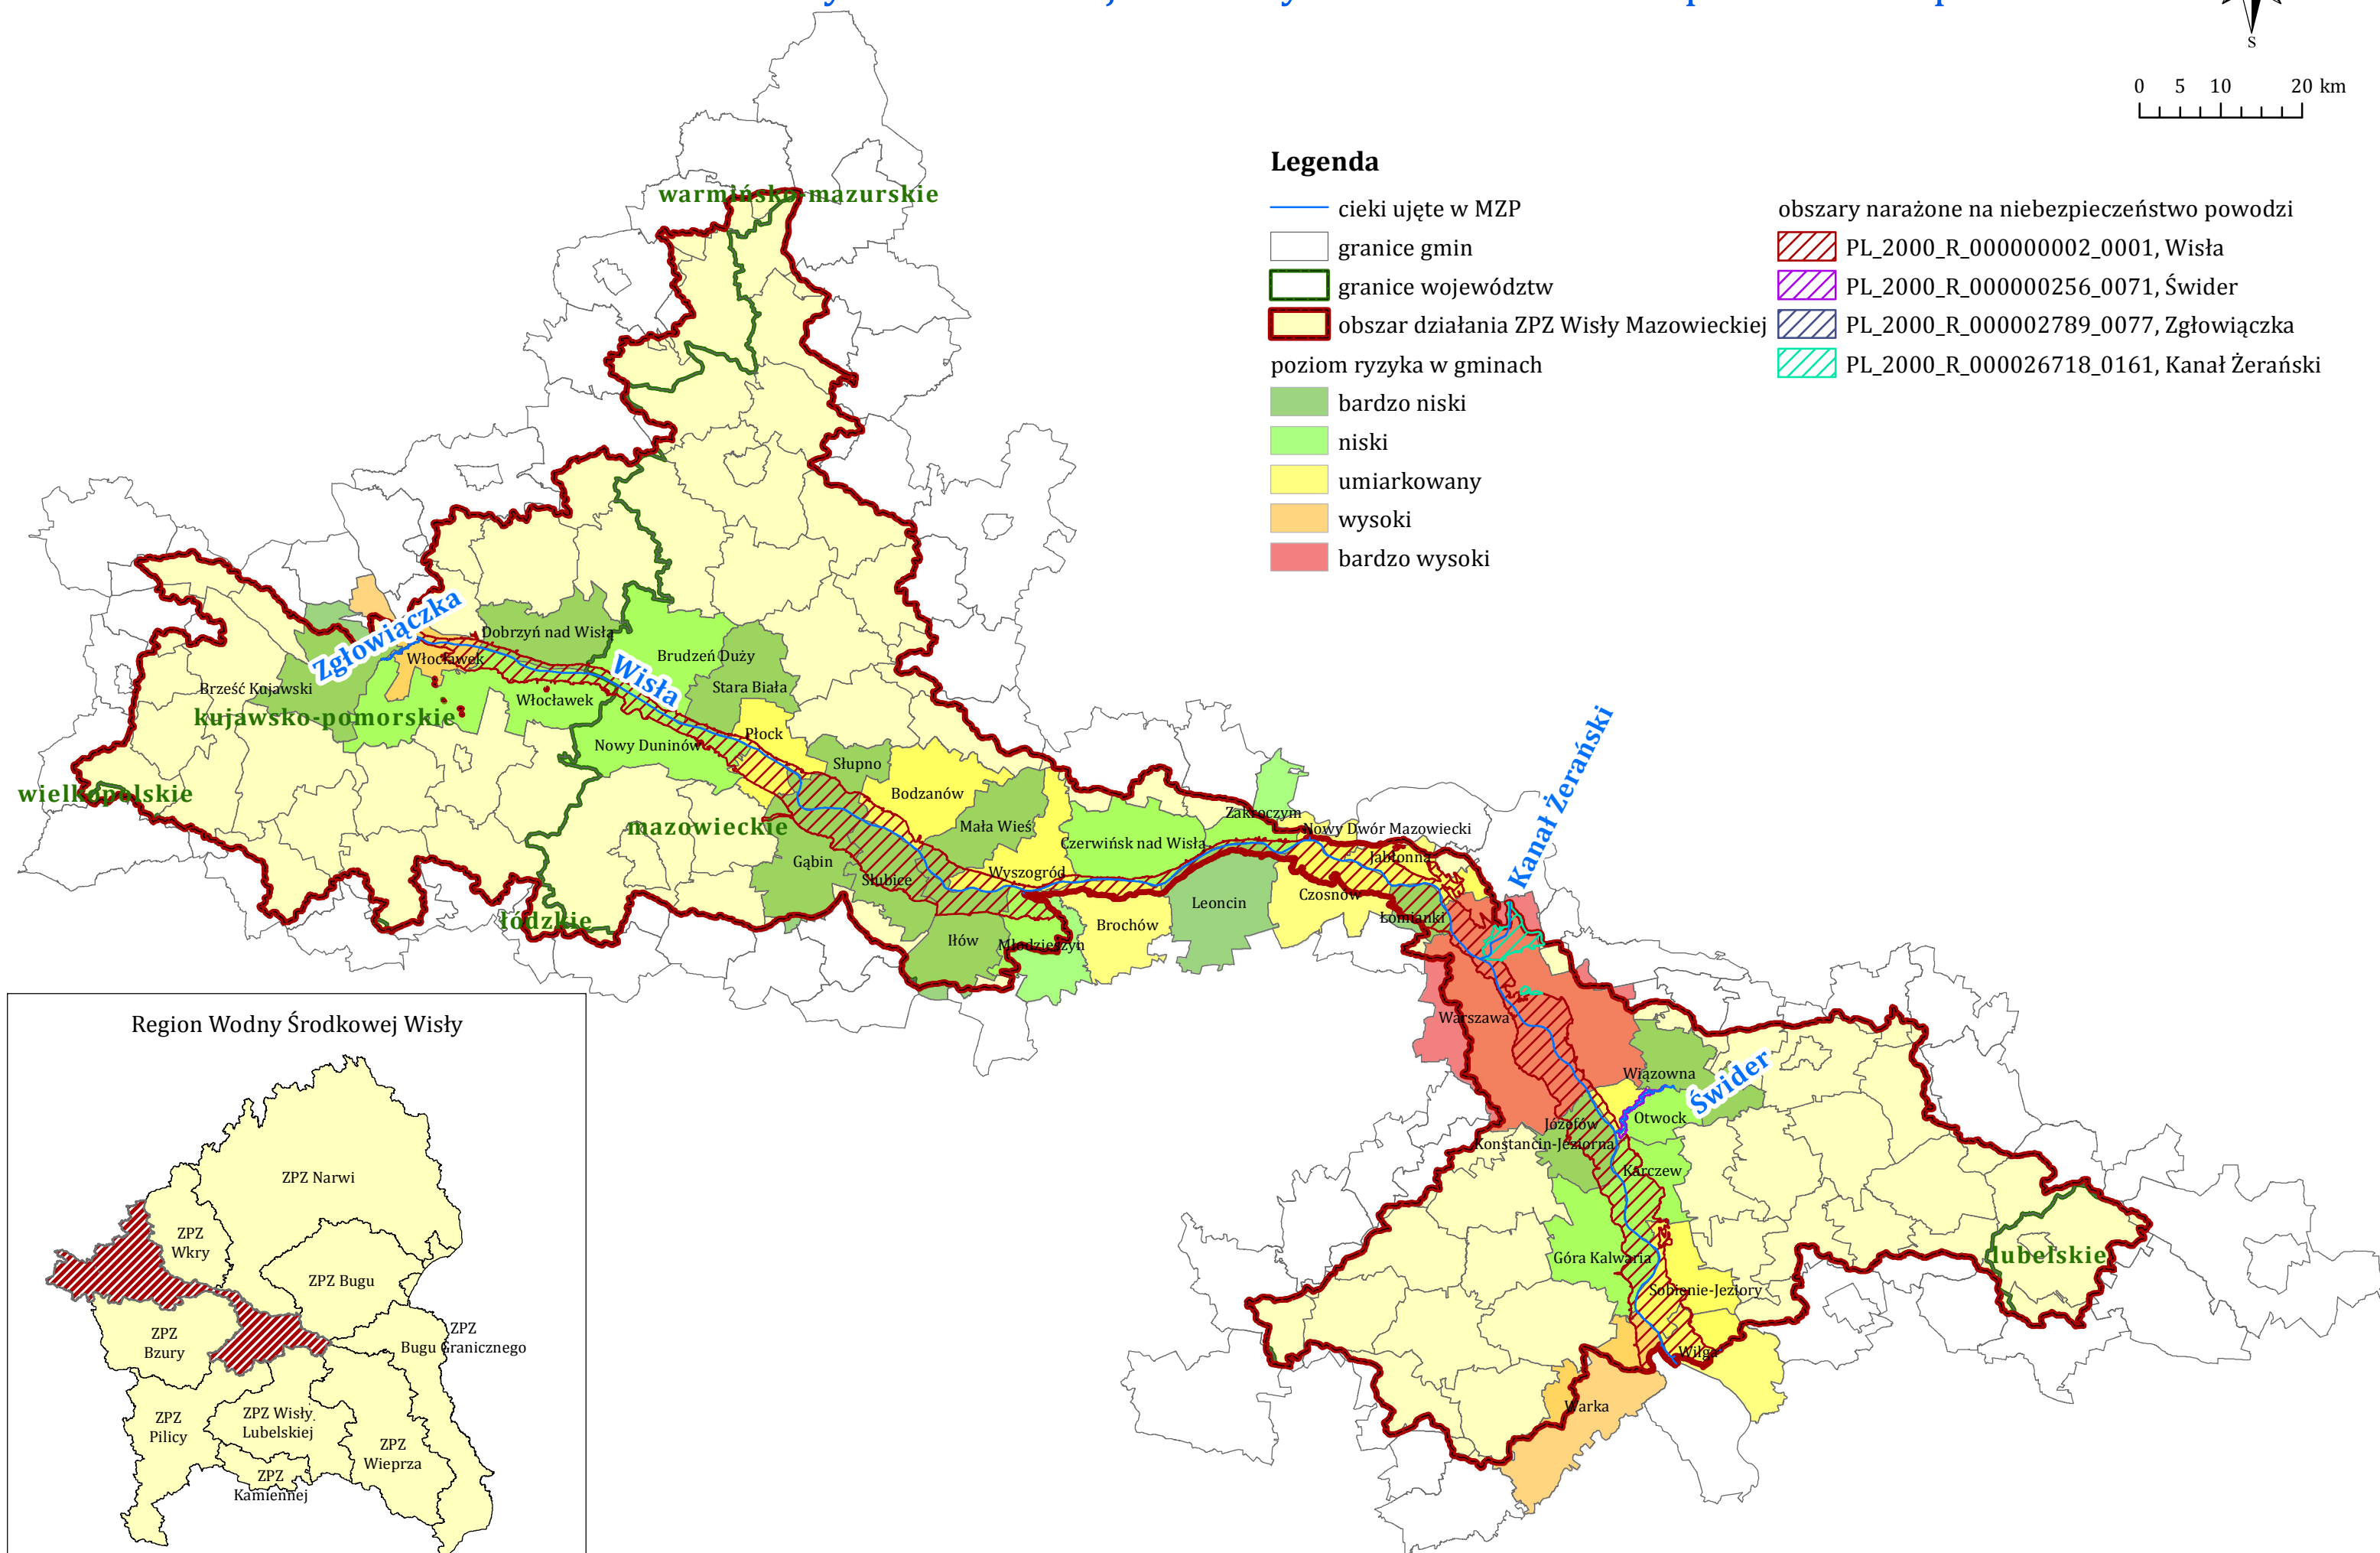 S
0 5 10 20 km
Legenda
cieki ujęte w MZP
granice gmin
granice województw
obszar działania ZPZ Wisły Mazowieckiej
poziom ryzyka w gminach
bardzo niski
niski
umiarkowany
wysoki
bardzo wysoki
obszary narażone na niebezpieczeństwo powodzi
PL_2000_R_000000002_0001, Wisła
PL_2000_R_000000256_0071, Świder
PL_2000_R_000002789_0077, Zgłowiączka
PL_2000_R_000026718_0161, Kanał Żerański
warmińsko-mazurskie
Zgłowiączka
Dobrzyń nad Wisłą
Włocławek
Brudzeń Duży
Wisła
Stara Biała
Brześć Kujawski
Włocławek
kujawsko-pomorskie
Płock
Nowy Duninów
Słupno
wielkopolskie
Bodzanów
mazowieckie
Mała Wieś
Zakroczym
Nowy Dwór Mazowiecki
Kanał Żerański
Czerwińsk nad Wisłą
Jabłonna
Gąbin
Słubice
Wyszogród
Czosnów
Leoncin
Łomianki
łódzkie
Brochów
Iłów
Młodzieszyn
Warszawa
Wiązowna
Świder
Otwock
Józefów
Konstancin-Jeziorna
Karczew
Góra Kalwaria
lubelskie
Sobienie-Jeziory
Wilga
Warka
Region Wodny Środkowej Wisły
ZPZ Narwi
ZPZ
Wkry
ZPZ Bugu
ZPZ
Bzury
ZPZ
Bugu Granicznego
ZPZ
Pilicy
ZPZ Wisły
Lubelskiej
ZPZ
Wieprza
ZPZ
Kamiennej